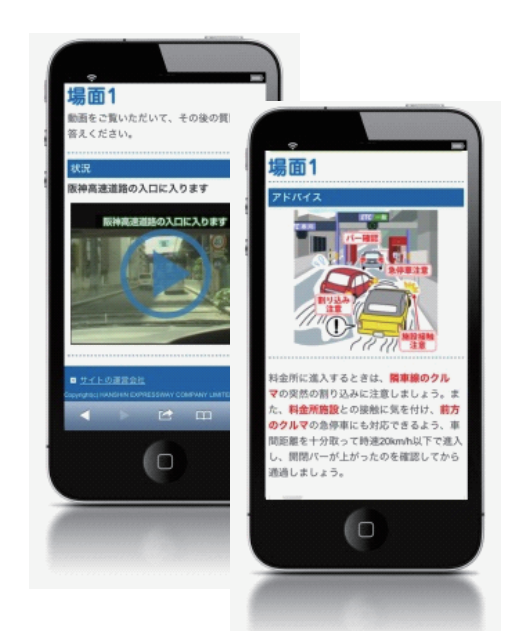 場面1
動画をご覧いただいて、その後の質
答えください。
状況
阪神高速道路の入口に入ります
阪神高速道路の入口に入ります
サイトの運営会社
Copyright(c) HANSHIN EXPRESSWAY COMPANY LIMITE
場面1
アドバイス
ETC 一般
バー確認
急停車注意
割り込み
注意
施設接触
注意
料金所に進入するときは、隣車線のクル
マの突然の割り込みに注意しましょう。ま
た、料金所施設との接触に気を付け、前方
のクルマの急停車にも対応できるよう、車
間距離を十分取って時速20km/h以下で進入
し、開閉バーが上がったのを確認してから
通過しましょう。